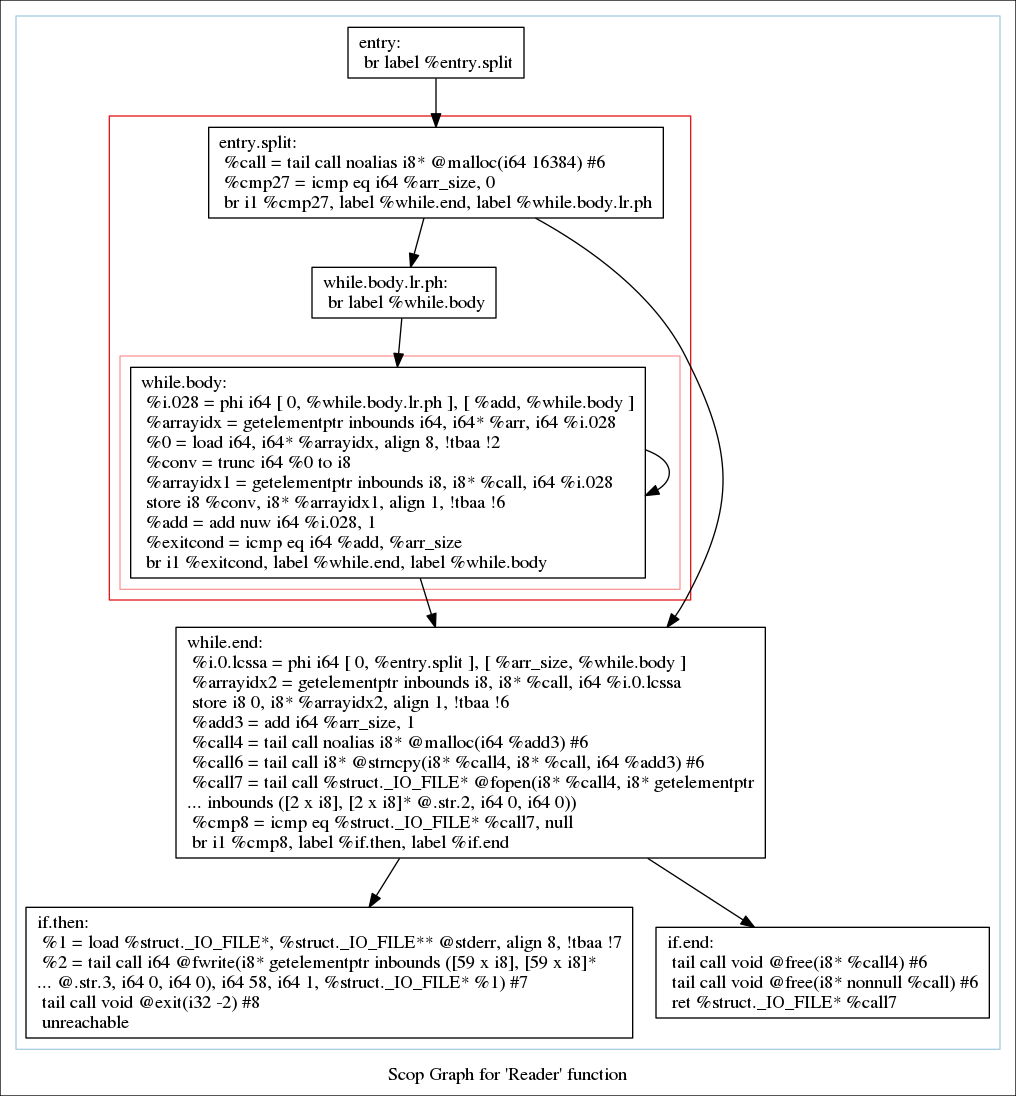 entry:
br label %entry.split
entry.split:
%call = tail call noalias i8* @malloc(i64 16384) #6
%cmp27 = icmp eq i64 %arr_size, 0
br i1 %cmp27, label %while.end, label %while.body.lr.ph
while.body.lr.ph:
br label %while.body
while.body:
%i.028 = phi i64 [ 0, %while.body.lr.ph ], [ %add, %while.body ]
%arrayidx = getelementptr inbounds i64, i64* %arr, i64 %i.028
%0 = load i64, i64* %arrayidx, align 8, !tbaa !2
%conv = trunc i64 %0 to i8
%arrayidx1 = getelementptr inbounds i8, i8* %call, i64 %i.028
store i8 %conv, i8* %arrayidx1, align 1, !tbaa !6
%add = add nuw i64 %i.028, 1
%exitcond = icmp eq i64 %add, %arr_size
br i1 %exitcond, label %while.end, label %while.body
while.end:
%i.0.lcssa = phi i64 [ 0, %entry.split ], [ %arr_size, %while.body ]
%arrayidx2 = getelementptr inbounds i8, i8* %call, i64 %i.0.lcssa
store i8 0, i8* %arrayidx2, align 1, !tbaa !6
%add3 = add i64 %arr_size, 1
%call4 = tail call noalias i8* @malloc(i64 %add3) #6
%call6 = tail call i8* @strncpy(i8* %call4, i8* %call, i64 %add3) #6
%call7 = tail call %struct._IO_FILE* @fopen(i8* %call4, i8* getelementptr
... inbounds ([2 x i8], [2 x i8]* @.str.2, i64 0, i64 0))
%cmp8 = icmp eq %struct._IO_FILE* %call7, null
br i1 %cmp8, label %if.then, label %if.end
if.then:
%1 = load %struct._IO_FILE*, %struct._IO_FILE** @stderr, align 8, !tbaa !7
%2 = tail call i64 @fwrite(i8* getelementptr inbounds ([59 x i8], [59 x i8]*
... @.str.3, i64 0, i64 0), i64 58, i64 1, %struct._IO_FILE* %1) #7
tail call void @exit(i32 -2) #8
unreachable
if.end:
tail call void @free(i8* %call4) #6
tail call void @free(i8* nonnull %call) #6
ret %struct._IO_FILE* %call7
Scop Graph for 'Reader' function